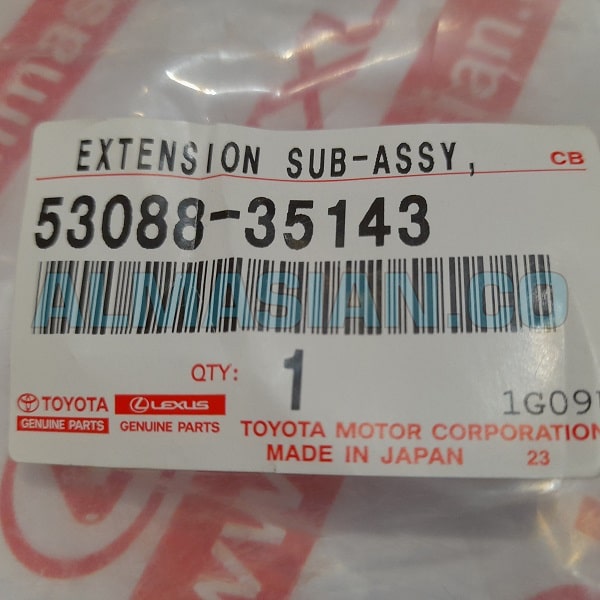 EXTENSION SUB-ASSY,
CB
53088-35143
ALMASIAN.CO
QTY: 1
TOYOTA LEXUS 1G09
GENUINE PARTS GENUINE PARTS TOYOTA MOTOR CORPORATION
MADE IN JAPAN 23